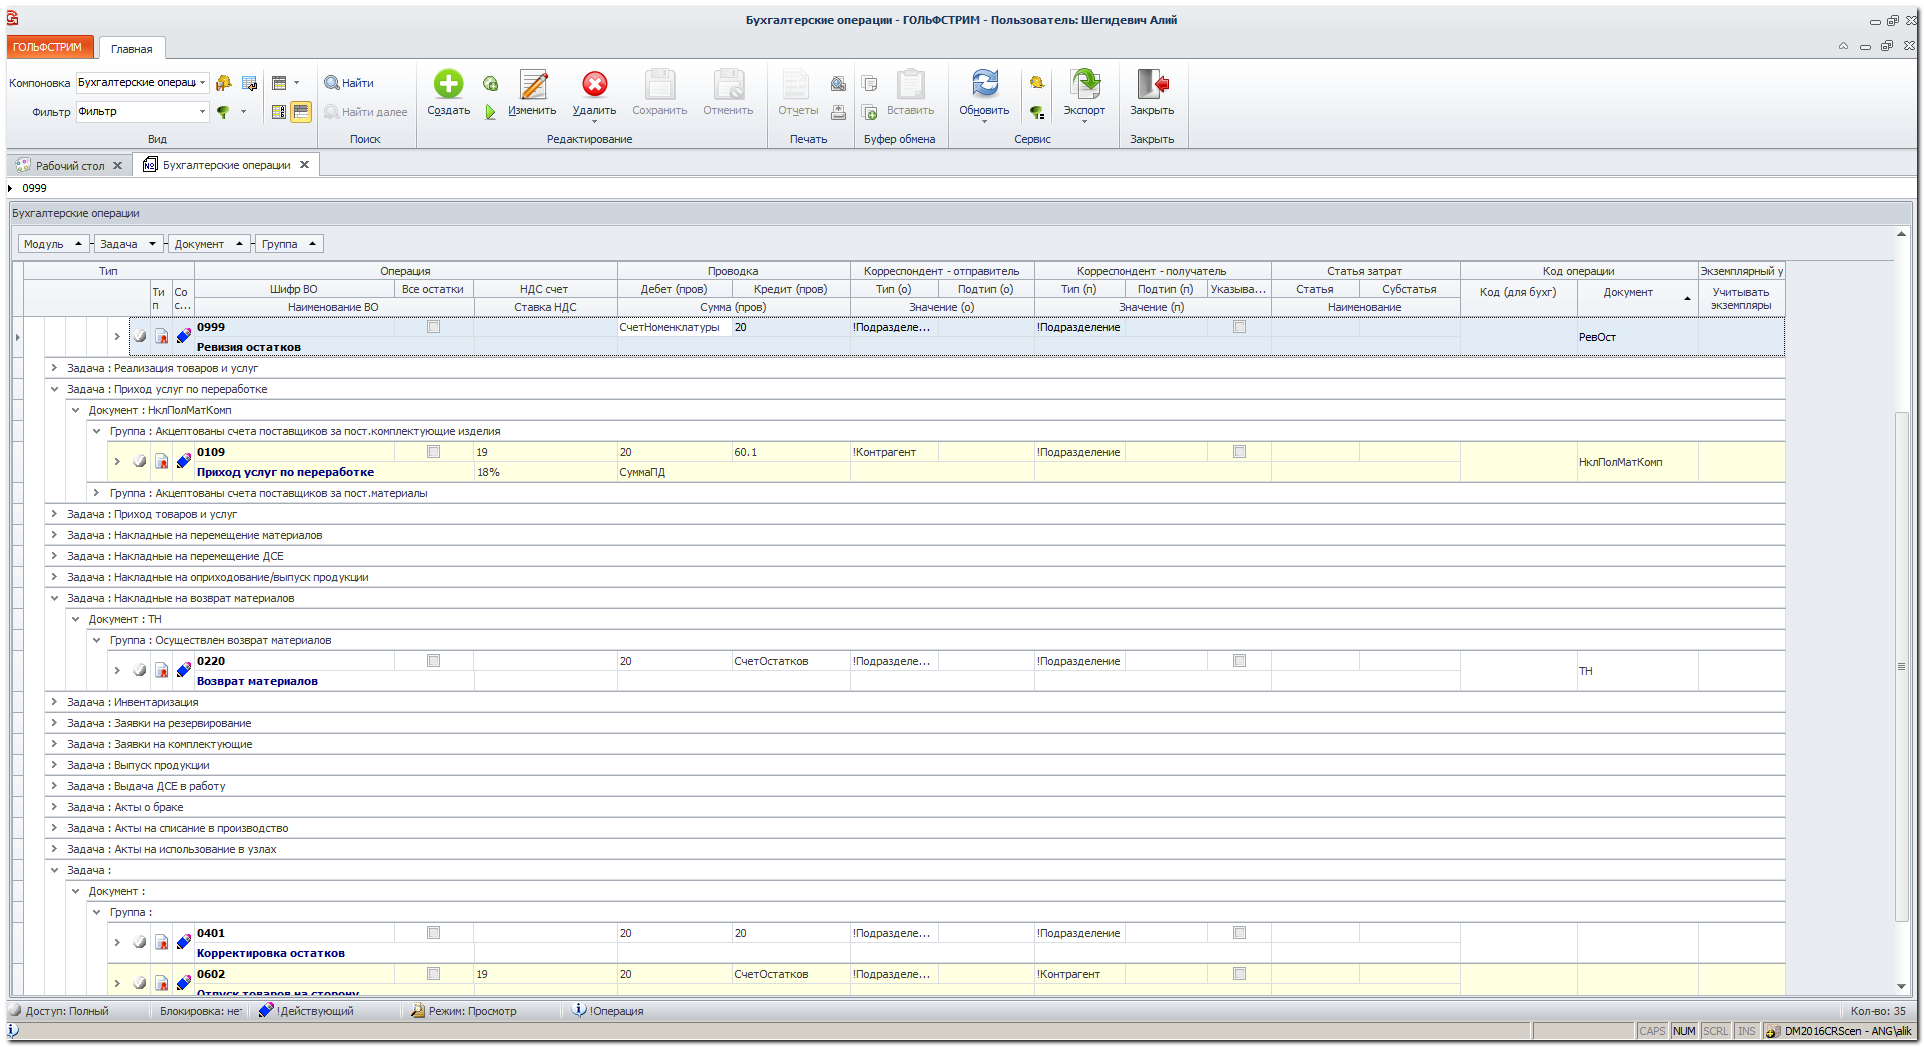 Бухгалтерские операции - ГОЛЬФСТРИМ - Пользователь: Шегидевич Алий
ГОЛЬФСТРИМ Главная
Компоновка Бухгалтерские операц Найти
Фильтр Фильтр Найти далее
Создать Изменить Удалить Сохранить Отменить Отчеты Вставить Обновить Экспорт Закрыть
Вид Поиск Редактирование Печать Буфер обмена Сервис Закрыть
Рабочий стол Бухгалтерские операции
0999
Бухгалтерские операции
Модуль Задача Документ Группа
Тип Операция Проводка Корреспондент - отправитель Корреспондент - получатель Статья затрат Код операции Экземплярный у
Ти п Со с... Шифр ВО Все остатки НДС счет Дебет (пров) Кредит (пров) Тип (о) Подтип (о) Тип (п) Подтип (п) Указыва... Статья Субстатья Код (для бухг) Документ Учитывать экземпляры
Наименование ВО Ставка НДС Сумма (пров) Значение (о) Значение (п) Наименование
0999 СчетНоменклатуры 20 !Подразделе... !Подразделение РевОст
Ревизия остатков
Задача : Реализация товаров и услуг
Задача : Приход услуг по переработке
Документ : НклПолМатКомп
Группа : Акцептованы счета поставщиков за пост.комплектующие изделия
0109 19 20 60.1 !Контрагент !Подразделение НклПолМатКомп
Приход услуг по переработке 18% СуммаПД
Группа : Акцептованы счета поставщиков за пост.материалы
Задача : Приход товаров и услуг
Задача : Накладные на перемещение материалов
Задача : Накладные на перемещение ДСЕ
Задача : Накладные на оприходование/выпуск продукции
Задача : Накладные на возврат материалов
Документ : ТН
Группа : Осуществлен возврат материалов
0220 20 СчетОстатков !Подразделе... !Подразделение ТН
Возврат материалов
Задача : Инвентаризация
Задача : Заявки на резервирование
Задача : Заявки на комплектующие
Задача : Выпуск продукции
Задача : Выдача ДСЕ в работу
Задача : Акты о браке
Задача : Акты на списание в производство
Задача : Акты на использование в узлах
Задача :
Документ :
Группа :
0401 20 20 !Подразделе... !Подразделение
Корректировка остатков
0602 19 20 СчетОстатков !Подразделе... !Контрагент
Отпуск товаров на сторону
Доступ: Полный Блокировка: нет !Действующий Режим: Просмотр !Операция Кол-во: 35
CAPS NUM SCRL INS DM2016CRScen - ANG\alik